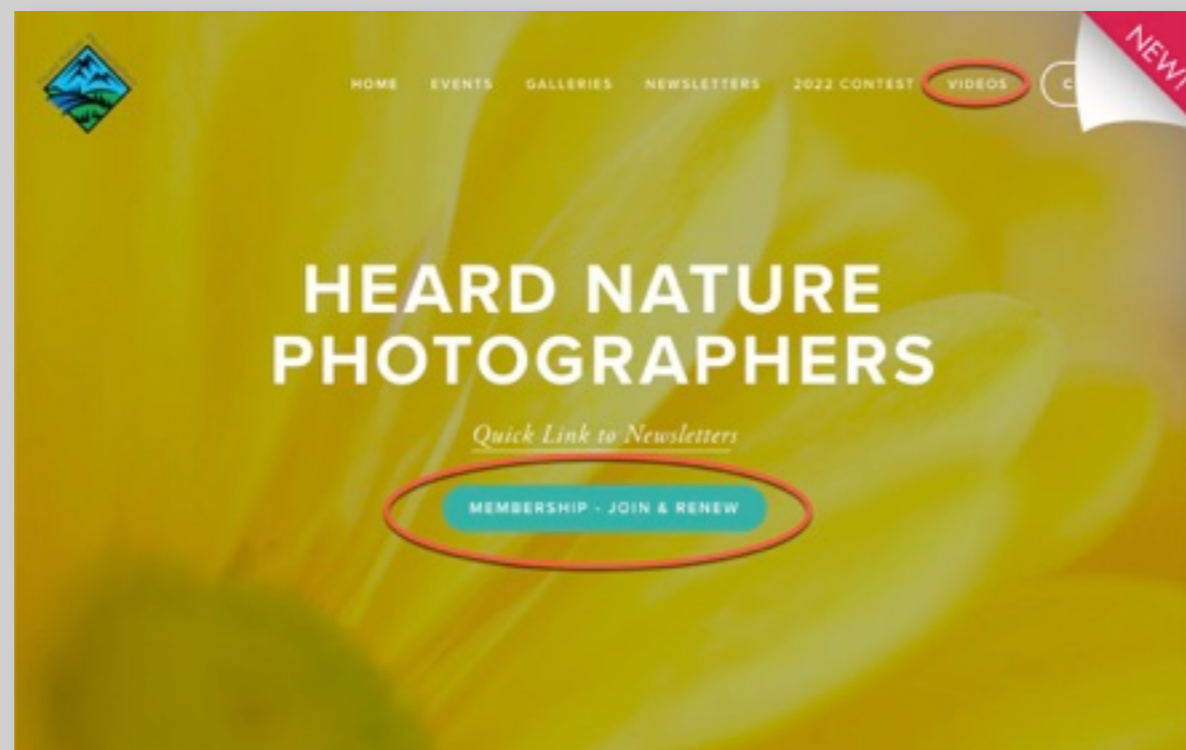 HOME EVENTS GALLERIES NEWSLETTERS 2022 CONTEST VIDEOS
NEW!
HEARD NATURE
PHOTOGRAPHERS
Quick Link to Newsletters
MEMBERSHIP - JOIN & RENEW